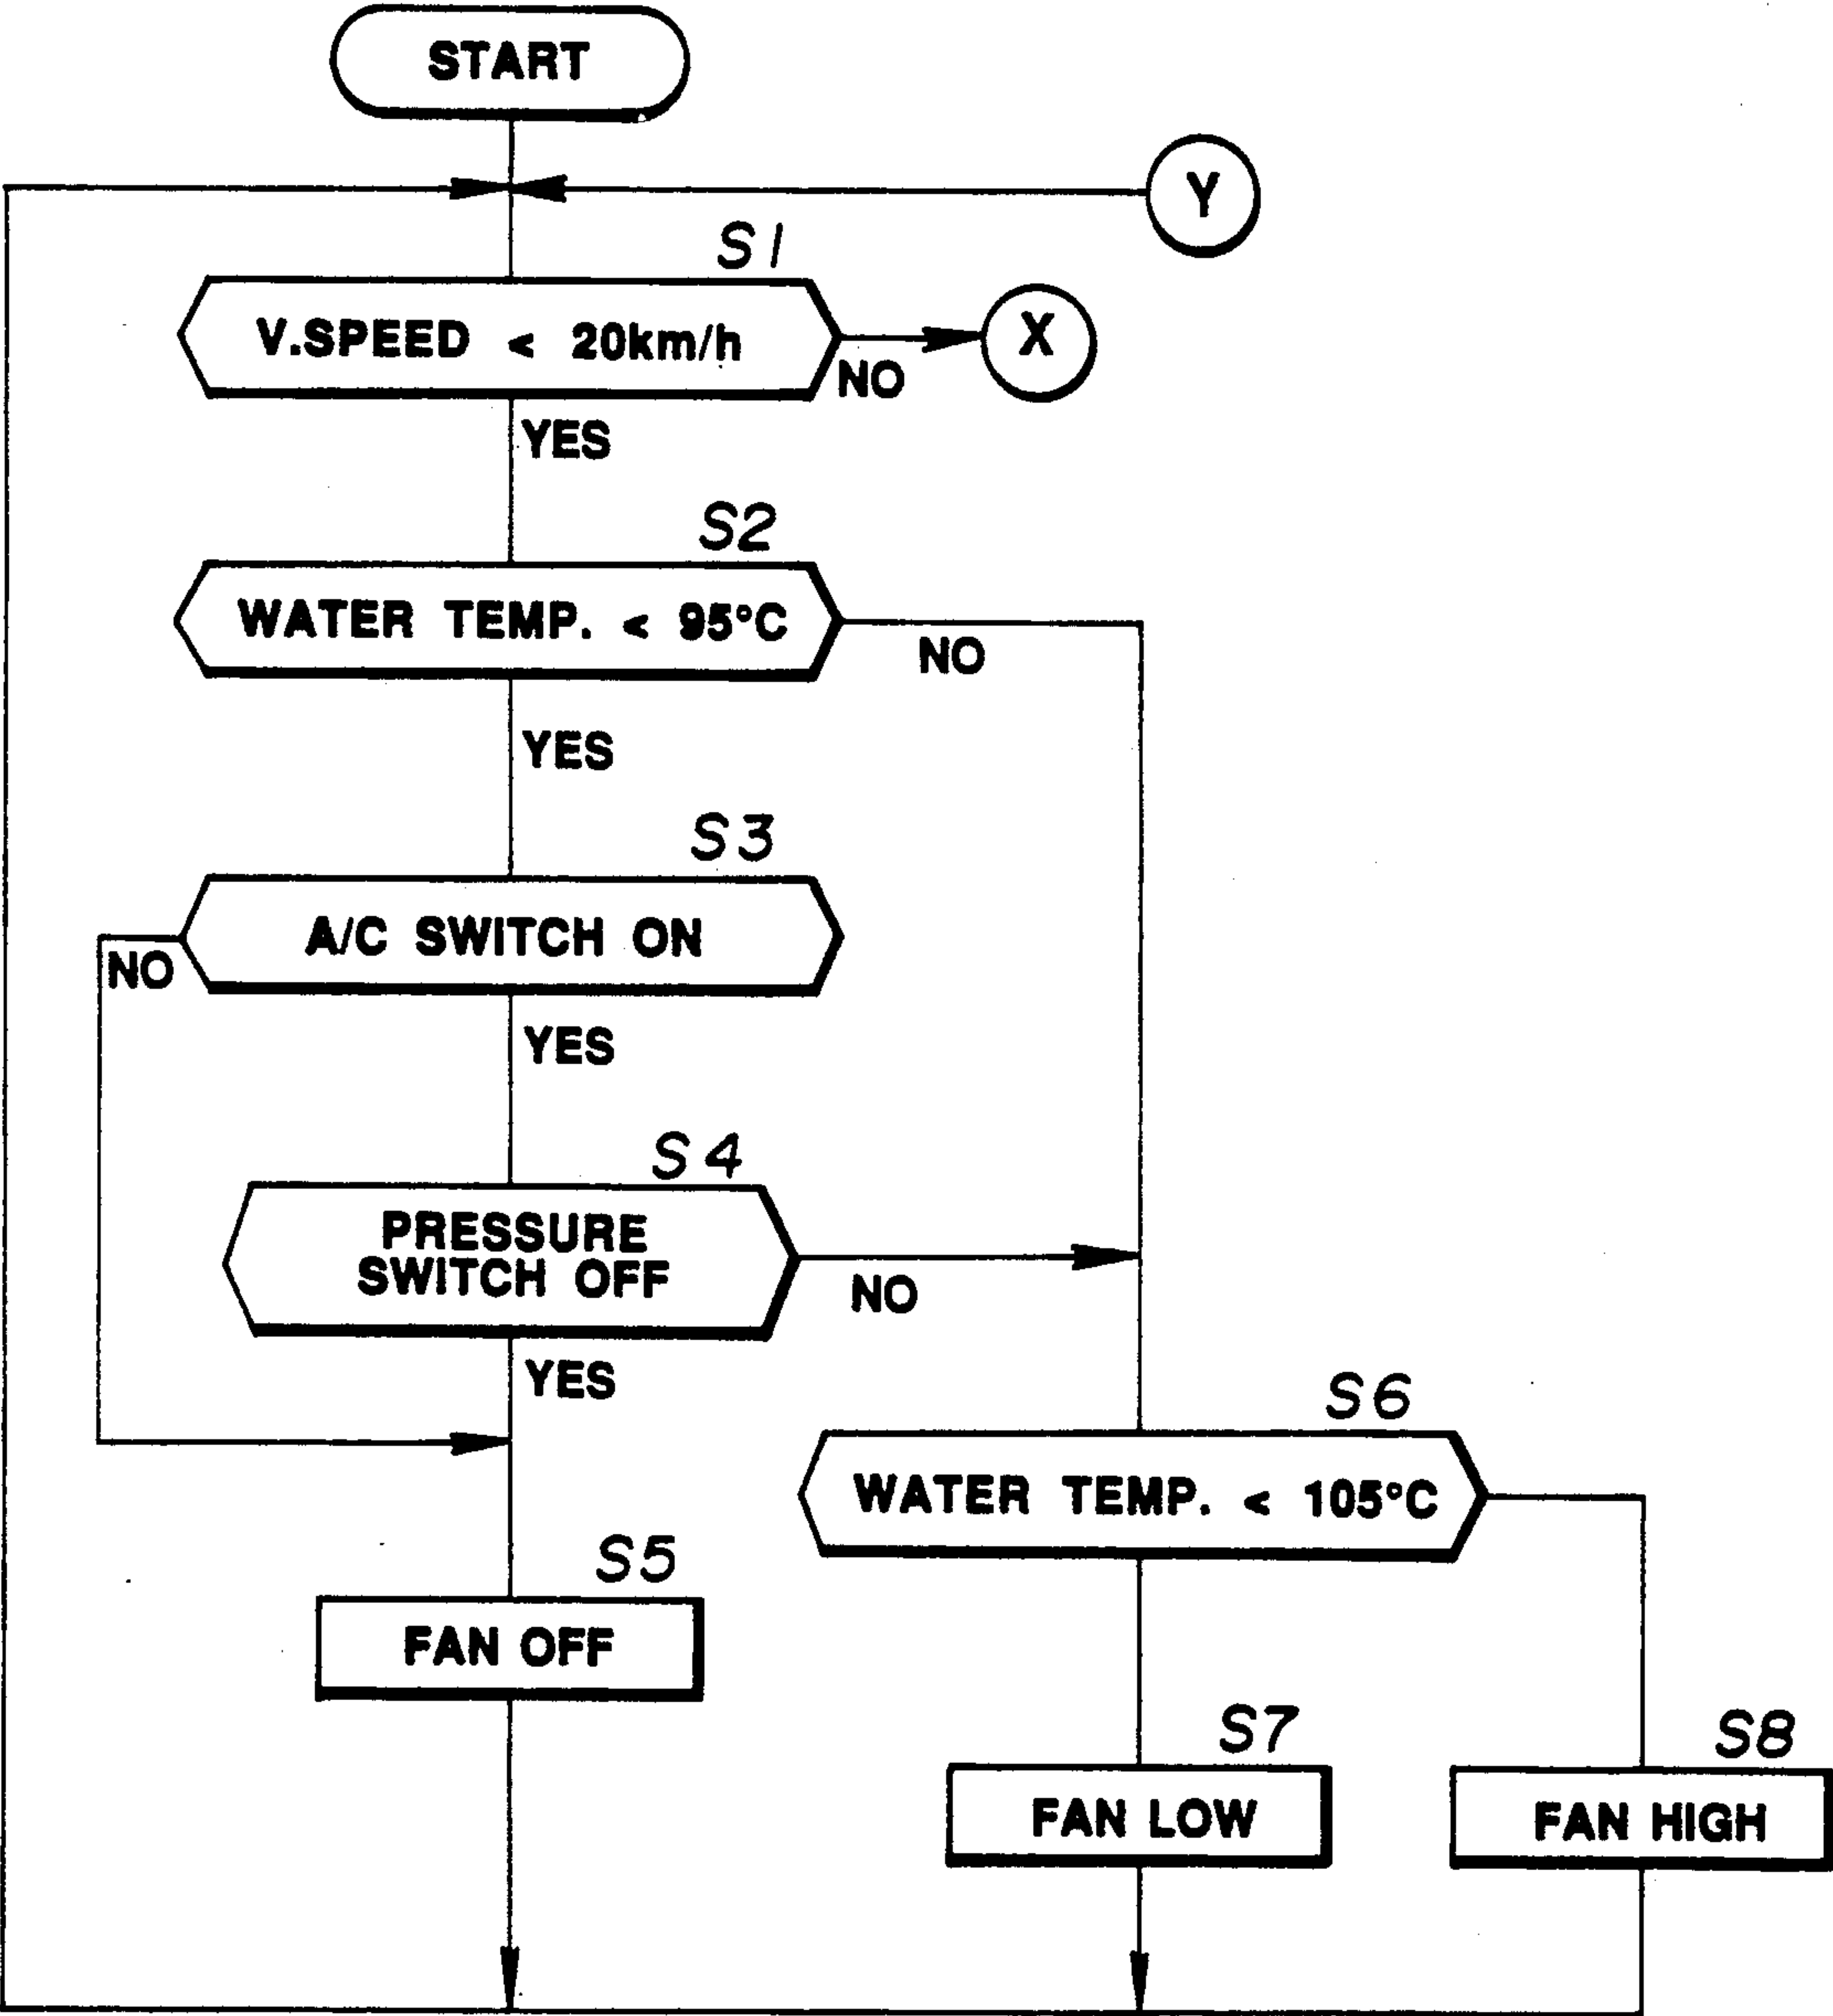 START
Y
S1
V.SPEED < 20km/h
NO
X
YES
S2
WATER TEMP. < 95°C
NO
YES
S3
A/C SWITCH ON
NO
YES
S4
PRESSURE
SWITCH OFF
NO
YES
S6
WATER TEMP. < 105°C
S5
FAN OFF
S7
FAN LOW
S8
FAN HIGH